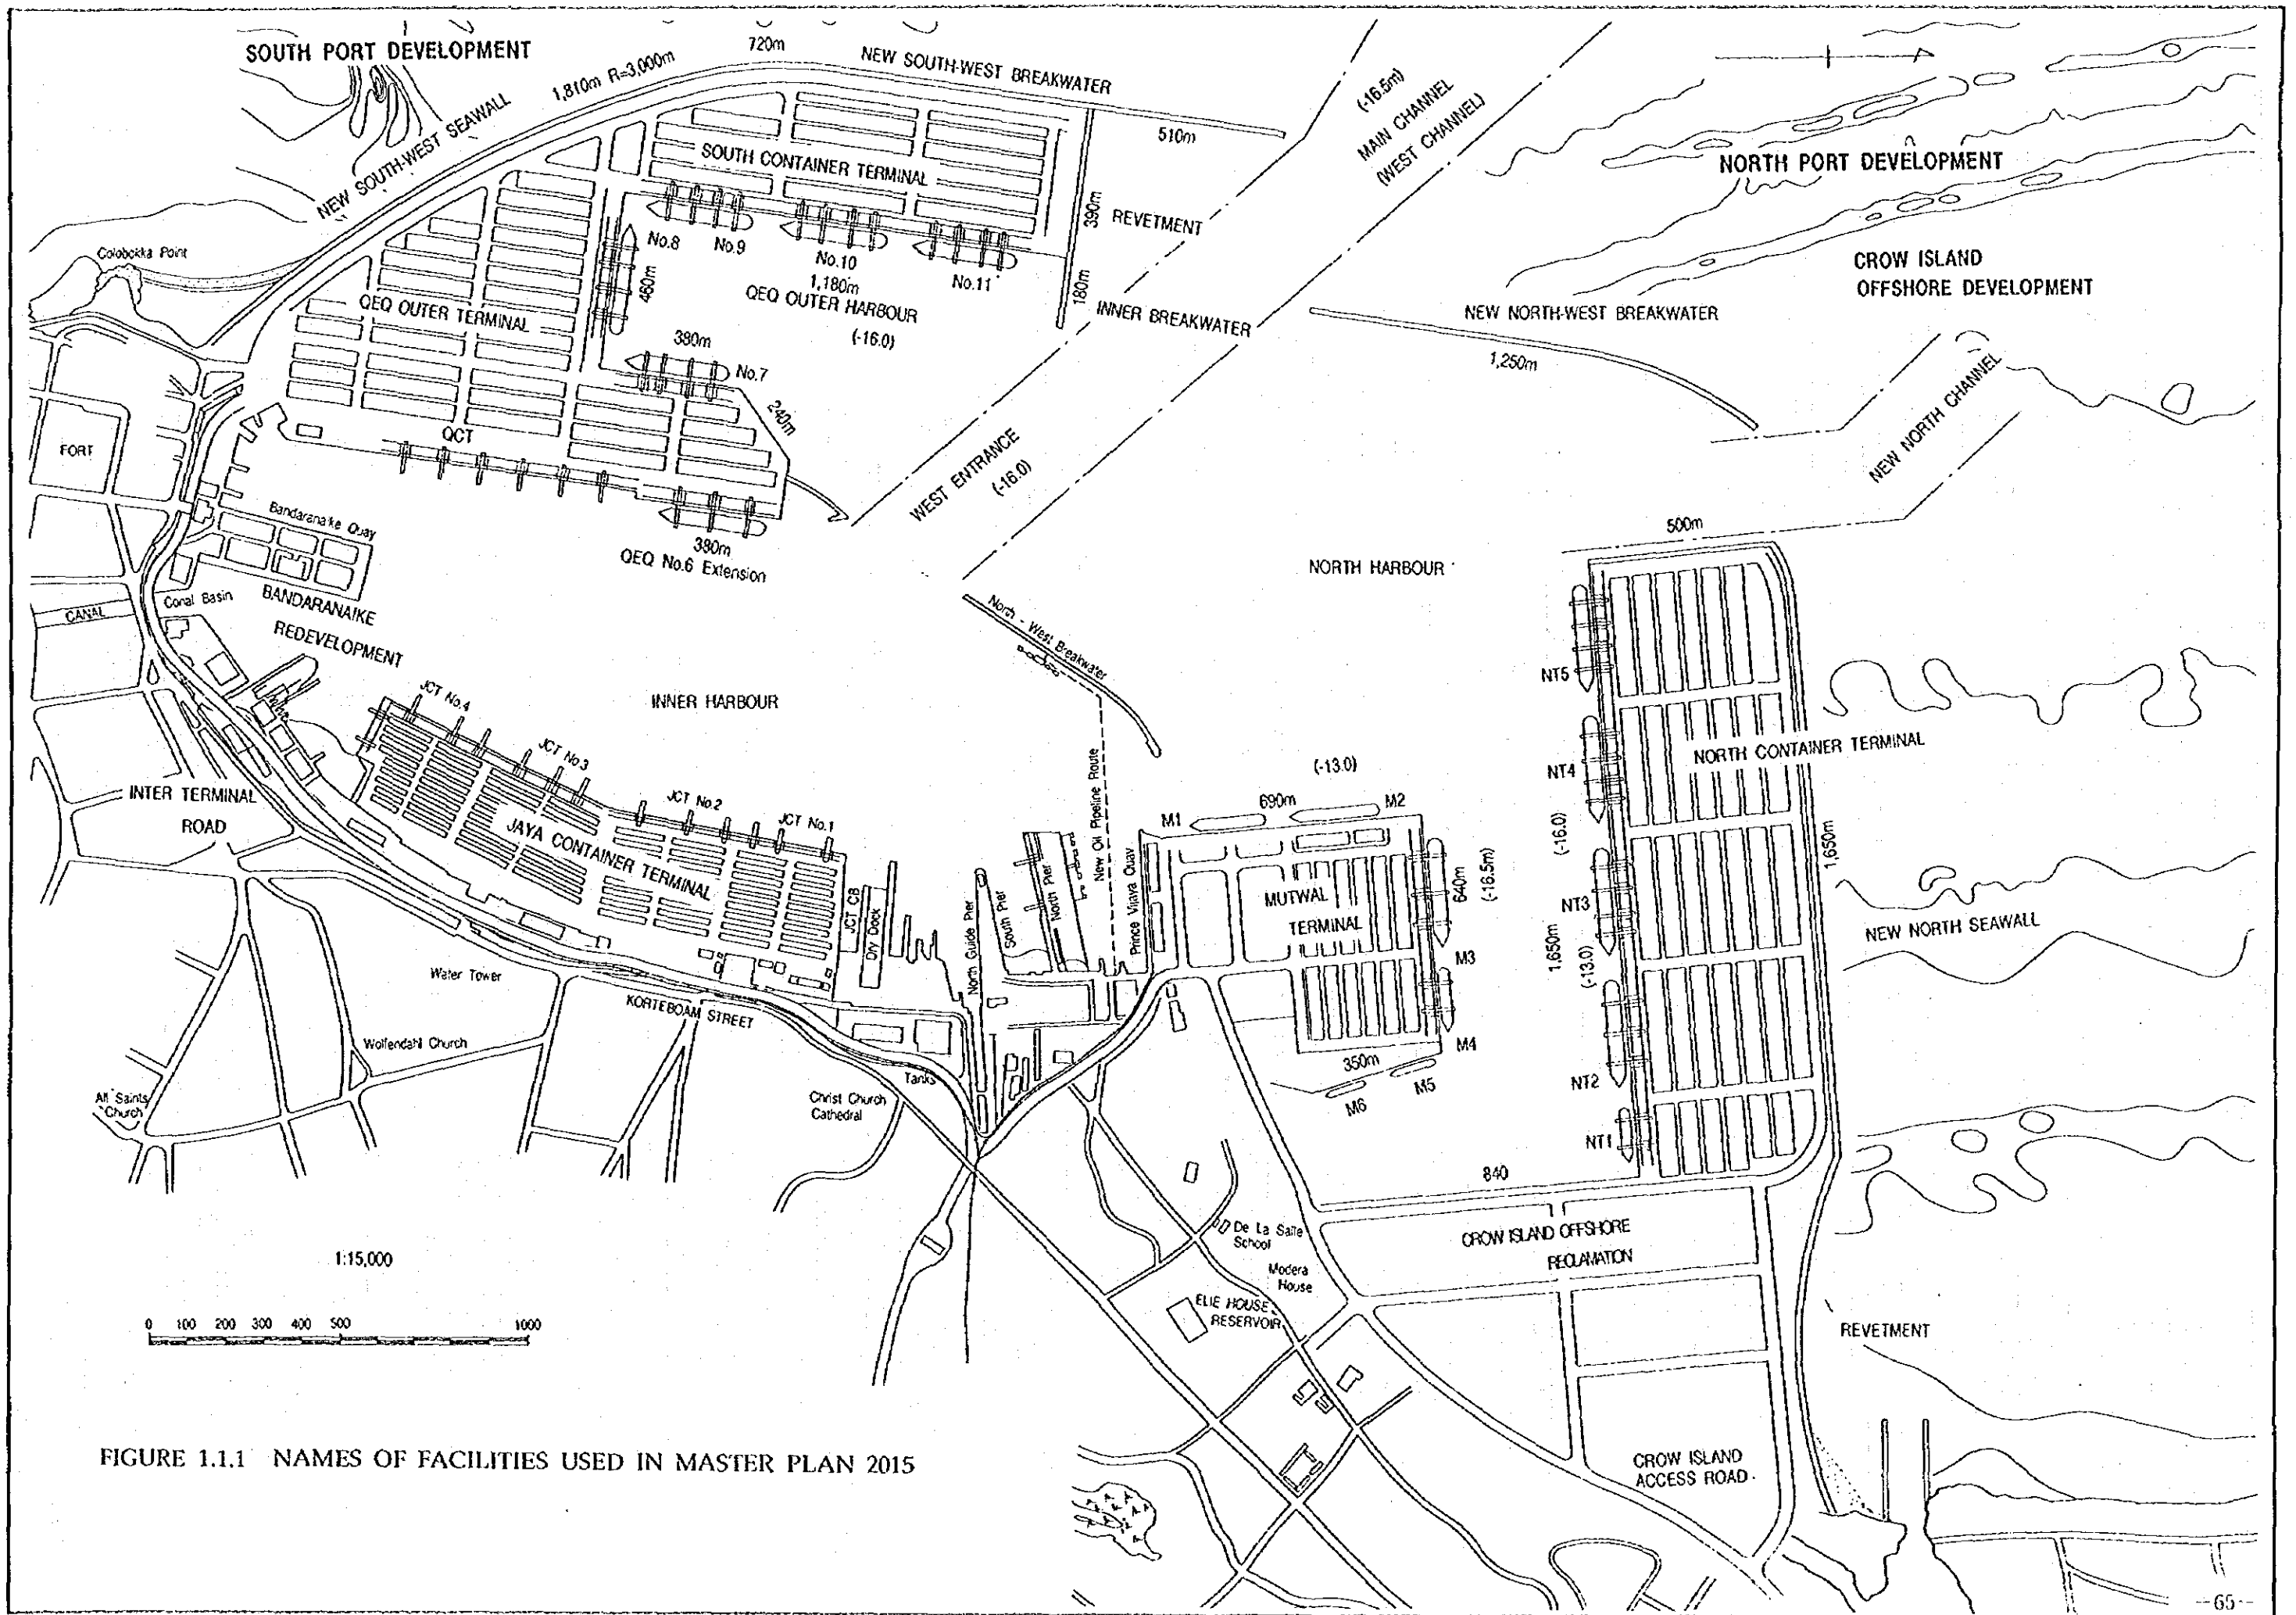 SOUTH PORT DEVELOPMENT
1,810m R=3,000m
720m
NEW SOUTH-WEST BREAKWATER
510m
NEW SOUTH-WEST SEAWALL
(-16.5m)
MAIN CHANNEL
(WEST CHANNEL)
NORTH PORT DEVELOPMENT
CROW ISLAND
OFFSHORE DEVELOPMENT
SOUTH CONTAINER TERMINAL
390m
REVETMENT
180m
INNER BREAKWATER
NEW NORTH-WEST BREAKWATER
1,250m
NEW NORTH CHANNEL
Colobokka Point
QEQ OUTER TERMINAL
460m
No.8
No.9
No.10
No.11
1,180m
QEQ OUTER HARBOUR
(-16.0)
380m
No.7
240m
FORT
QCT
WEST ENTRANCE
(-16.0)
380m
QEQ No.6 Extension
Bandaranaike Quay
BANDARANAIKE
REDEVELOPMENT
CANAL
Canal Basin
INNER HARBOUR
North - West Breakwater
NORTH HARBOUR
500m
NT5
NT4
(-16.0)
NT3
1,650m
(-13.0)
NT2
NT1
NORTH CONTAINER TERMINAL
1,650m
NEW NORTH SEAWALL
JCT No.4
JCT No.3
JCT No.2
JCT No.1
JAYA CONTAINER TERMINAL
JCT CB
Dry Dock
North Guide Pier
South Pier
North Pier
New Oil Pipeline Route
Prince Vijaya Quay
(-13.0)
M1
690m
M2
MUTWAL
TERMINAL
640m
(-16.5m)
M3
M4
350m
M5
M6
INTER TERMINAL
ROAD
Water Tower
KORTEBOAM STREET
Wolfendahl Church
All Saints
Church
Tanks
Christ Church
Cathedral
840
De La Salle
School
Modera
House
ELIE HOUSE
RESERVOIR
CROW ISLAND OFFSHORE
RECLAMATION
REVETMENT
CROW ISLAND
ACCESS ROAD
1:15,000
0 100 200 300 400 500 1000
FIGURE 1.1.1 NAMES OF FACILITIES USED IN MASTER PLAN 2015
--65--